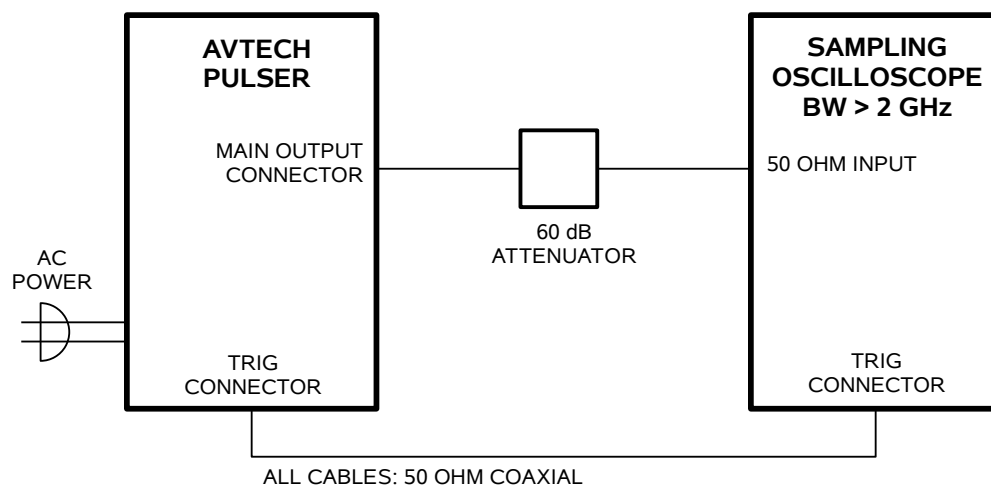 AVTECH
PULSER
SAMPLING
OSCILLOSCOPE
BW > 2 GHz
MAIN OUTPUT
CONNECTOR
50 OHM INPUT
60 dB
ATTENUATOR
AC
POWER
TRIG
CONNECTOR
TRIG
CONNECTOR
ALL CABLES: 50 OHM COAXIAL